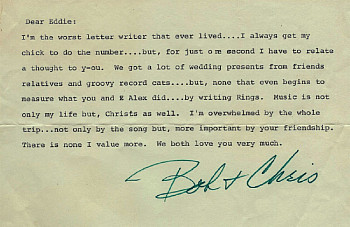 Dear Eddie:
I'm the worst letter writer that ever lived....I always get my
chick to do the number....but, for just one second I have to relate
a thought to y-ou. We got a lot of wedding presents from friends
relatives and groovy record cats....but, none that even begins to
measure what you and & Alex did....by writing Rings. Music is not
only my life but, Chris's as well. I'm overwhelmed by the whole
trip...not only by the song but, more important by your friendship.
There is none I value more. We both love you very much.
Bob + Chris